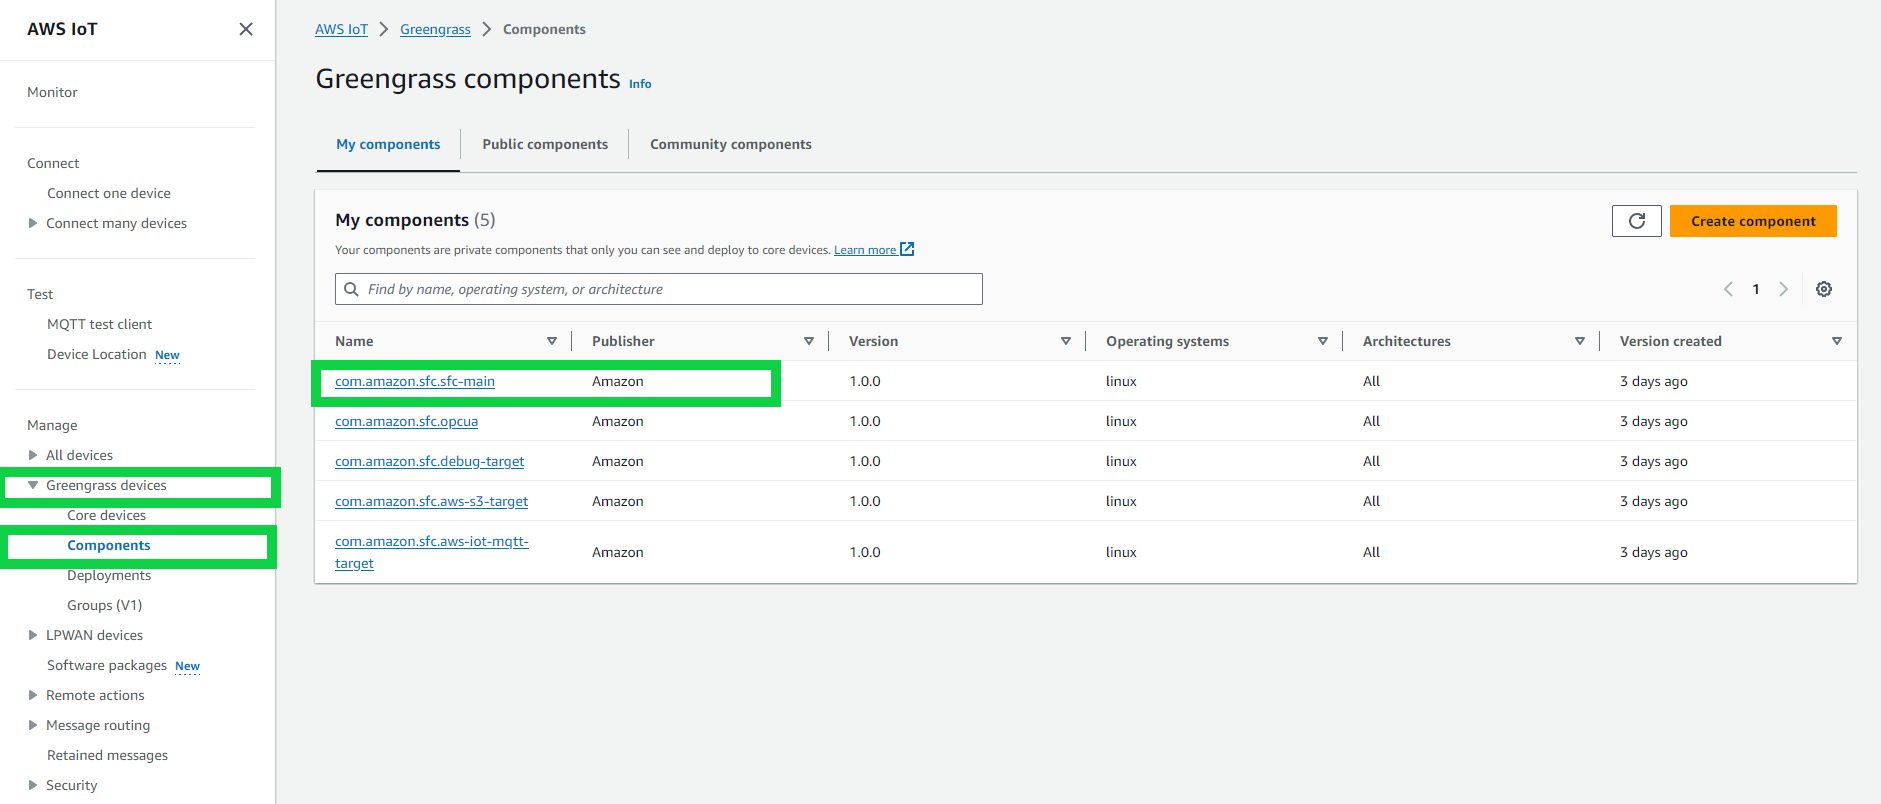 AWS IoT
Monitor
Connect
Connect one device
Connect many devices
Test
MQTT test client
Device Location New
Manage
All devices
Greengrass devices
Core devices
Components
Deployments
Groups (V1)
LPWAN devices
Software packages New
Remote actions
Message routing
Retained messages
Security
AWS IoT > Greengrass > Components
Greengrass components Info
My components Public components Community components
My components (5)
Create component
Your components are private components that only you can see and deploy to core devices. Learn more
Find by name, operating system, or architecture
1
Name Publisher Version Operating systems Architectures Version created
com.amazon.sfc.sfc-main Amazon 1.0.0 linux All 3 days ago
com.amazon.sfc.opcua Amazon 1.0.0 linux All 3 days ago
com.amazon.sfc.debug-target Amazon 1.0.0 linux All 3 days ago
com.amazon.sfc.aws-s3-target Amazon 1.0.0 linux All 3 days ago
com.amazon.sfc.aws-iot-mqtt-
target Amazon 1.0.0 linux All 3 days ago